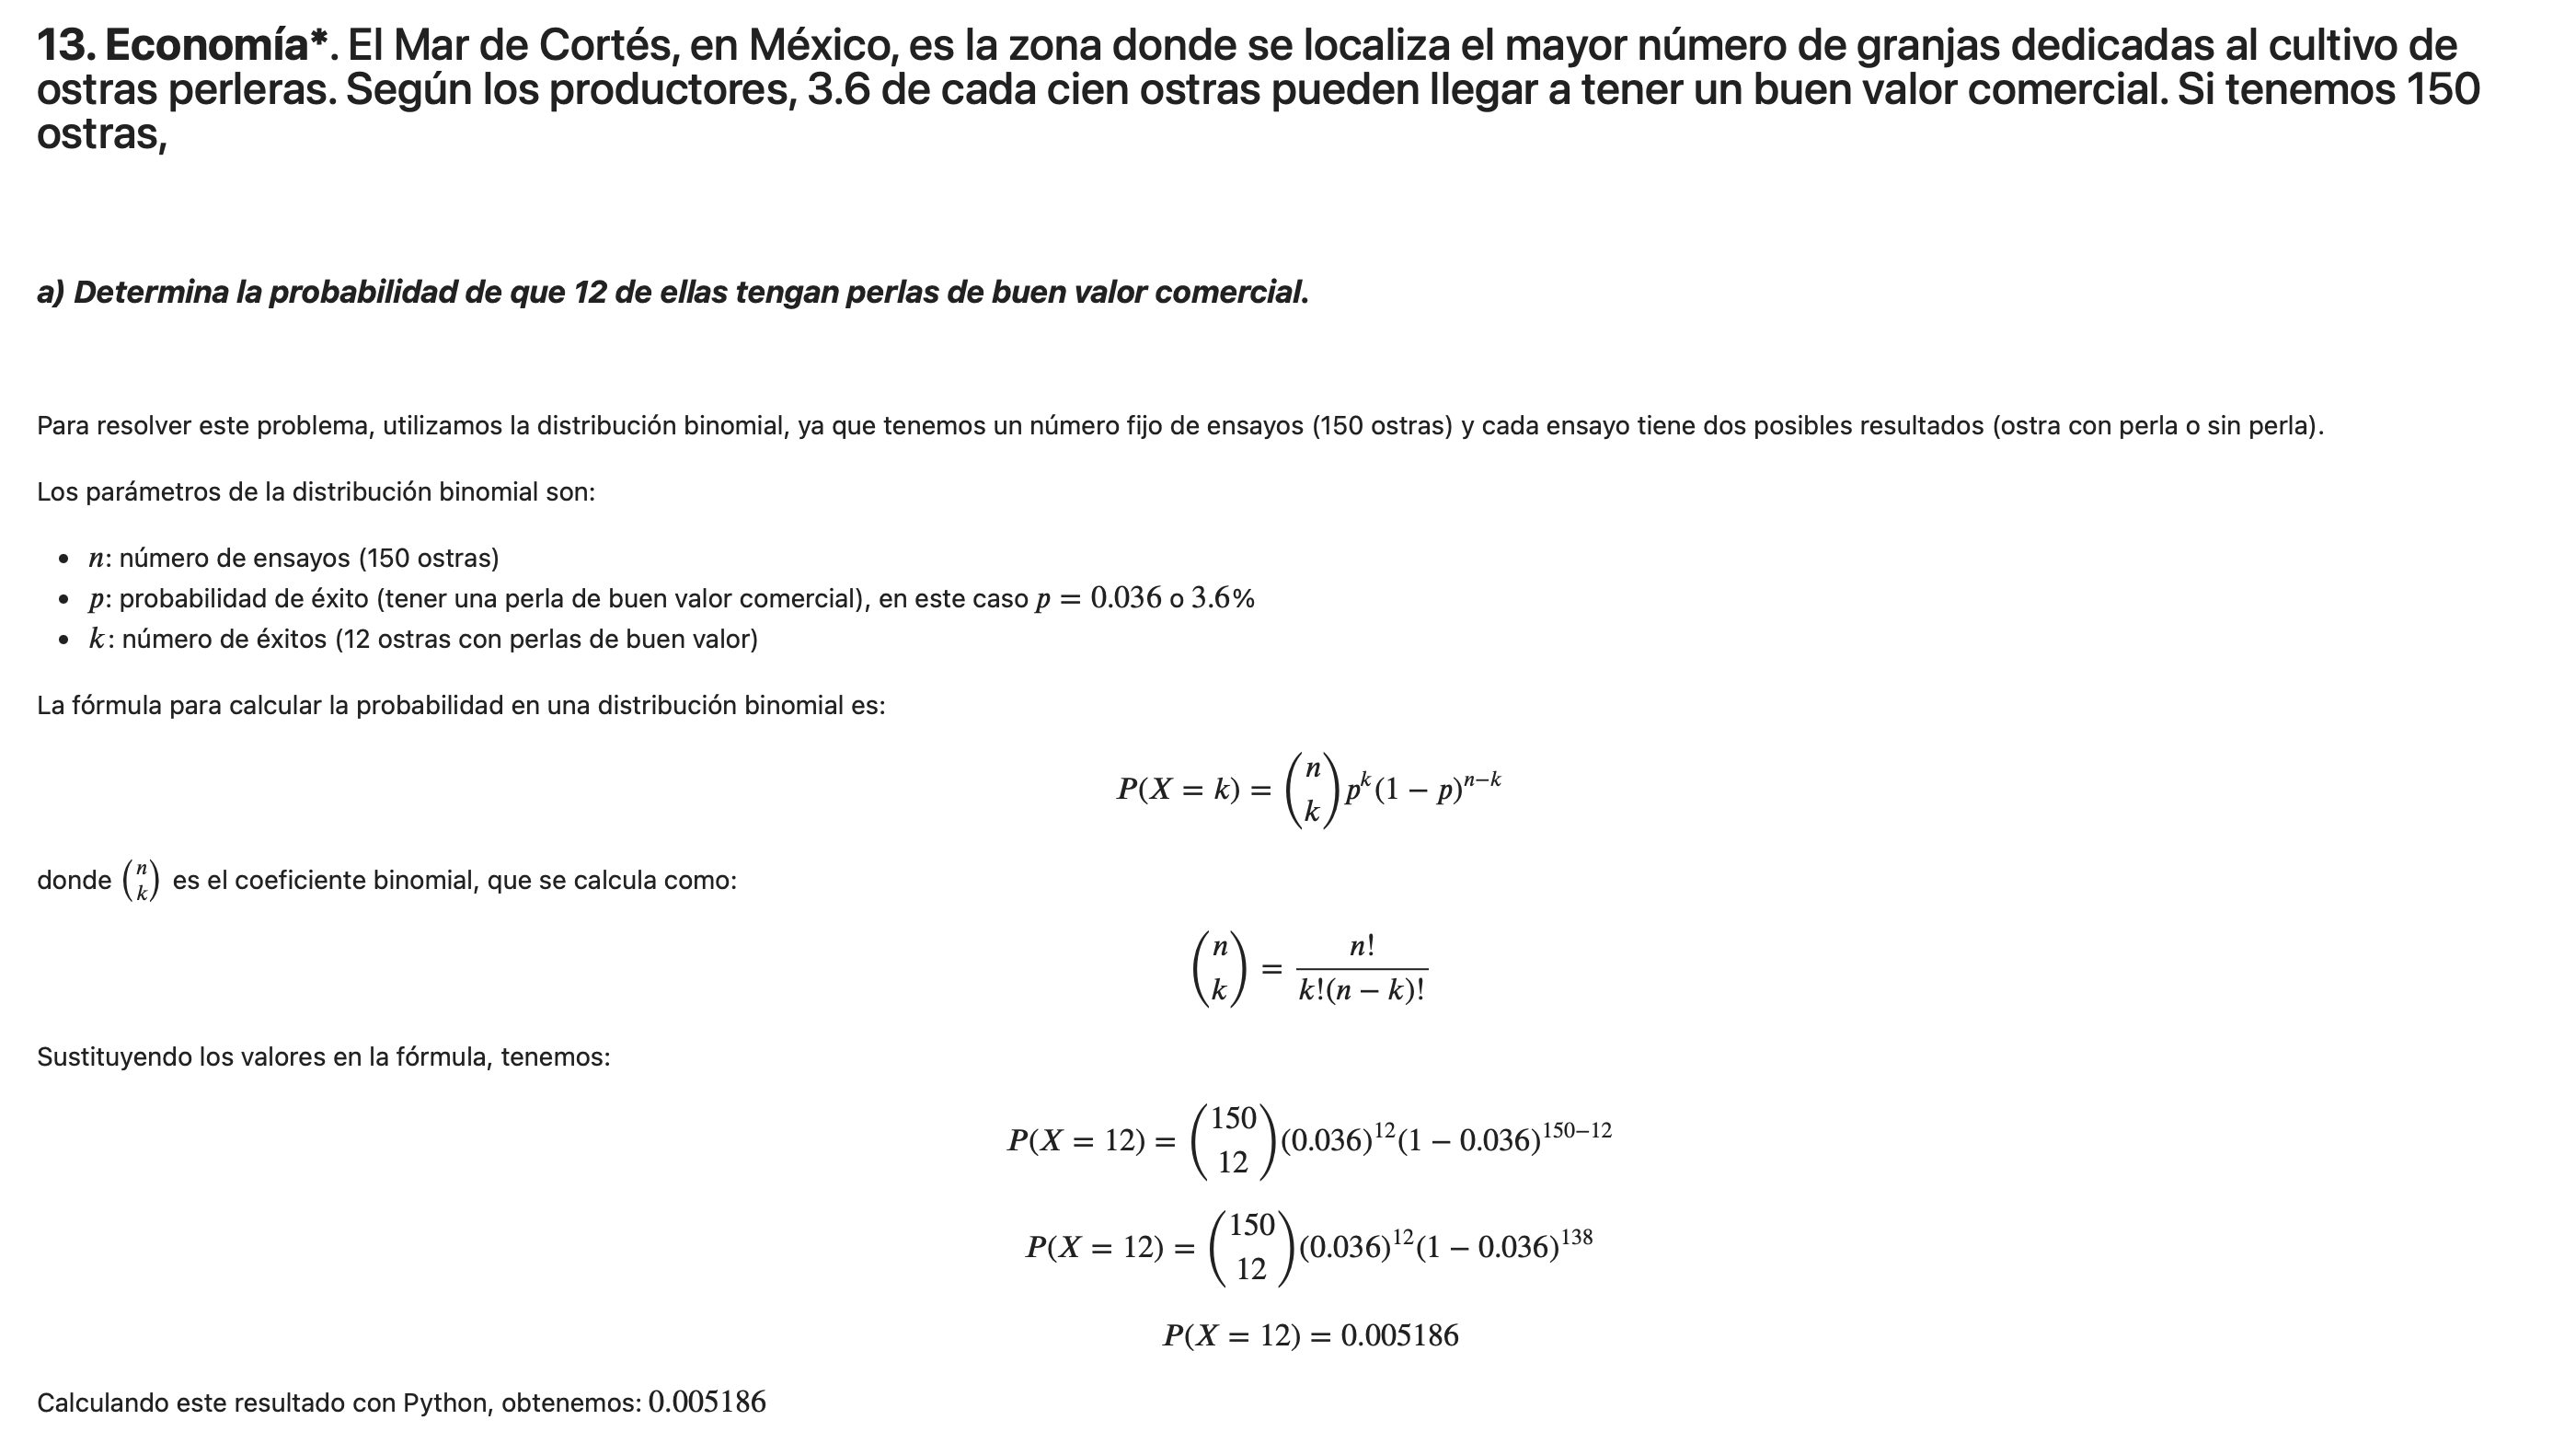 13. Economía*. El Mar de Cortés, en México, es la zona donde se localiza el mayor número de granjas dedicadas al cultivo de
ostras perleras. Según los productores, 3.6 de cada cien ostras pueden llegar a tener un buen valor comercial. Si tenemos 150
ostras,
a) Determina la probabilidad de que 12 de ellas tengan perlas de buen valor comercial.
Para resolver este problema, utilizamos la distribución binomial, ya que tenemos un número fijo de ensayos (150 ostras) y cada ensayo tiene dos posibles resultados (ostra con perla o sin perla).
Los parámetros de la distribución binomial son:
• n: número de ensayos (150 ostras)
• p: probabilidad de éxito (tener una perla de buen valor comercial), en este caso p = 0.036 o 3.6%
• k: número de éxitos (12 ostras con perlas de buen valor)
La fórmula para calcular la probabilidad en una distribución binomial es:
$P(X = k) = \binom{n}{k} p^k (1 - p)^{n-k}$
donde $\binom{n}{k}$ es el coeficiente binomial, que se calcula como:
$\binom{n}{k} = \frac{n!}{k!(n - k)!}$
Sustituyendo los valores en la fórmula, tenemos:
$P(X = 12) = \binom{150}{12} (0.036)^{12} (1 - 0.036)^{150-12}$
$P(X = 12) = \binom{150}{12} (0.036)^{12} (1 - 0.036)^{138}$
$P(X = 12) = 0.005186$
Calculando este resultado con Python, obtenemos: 0.005186